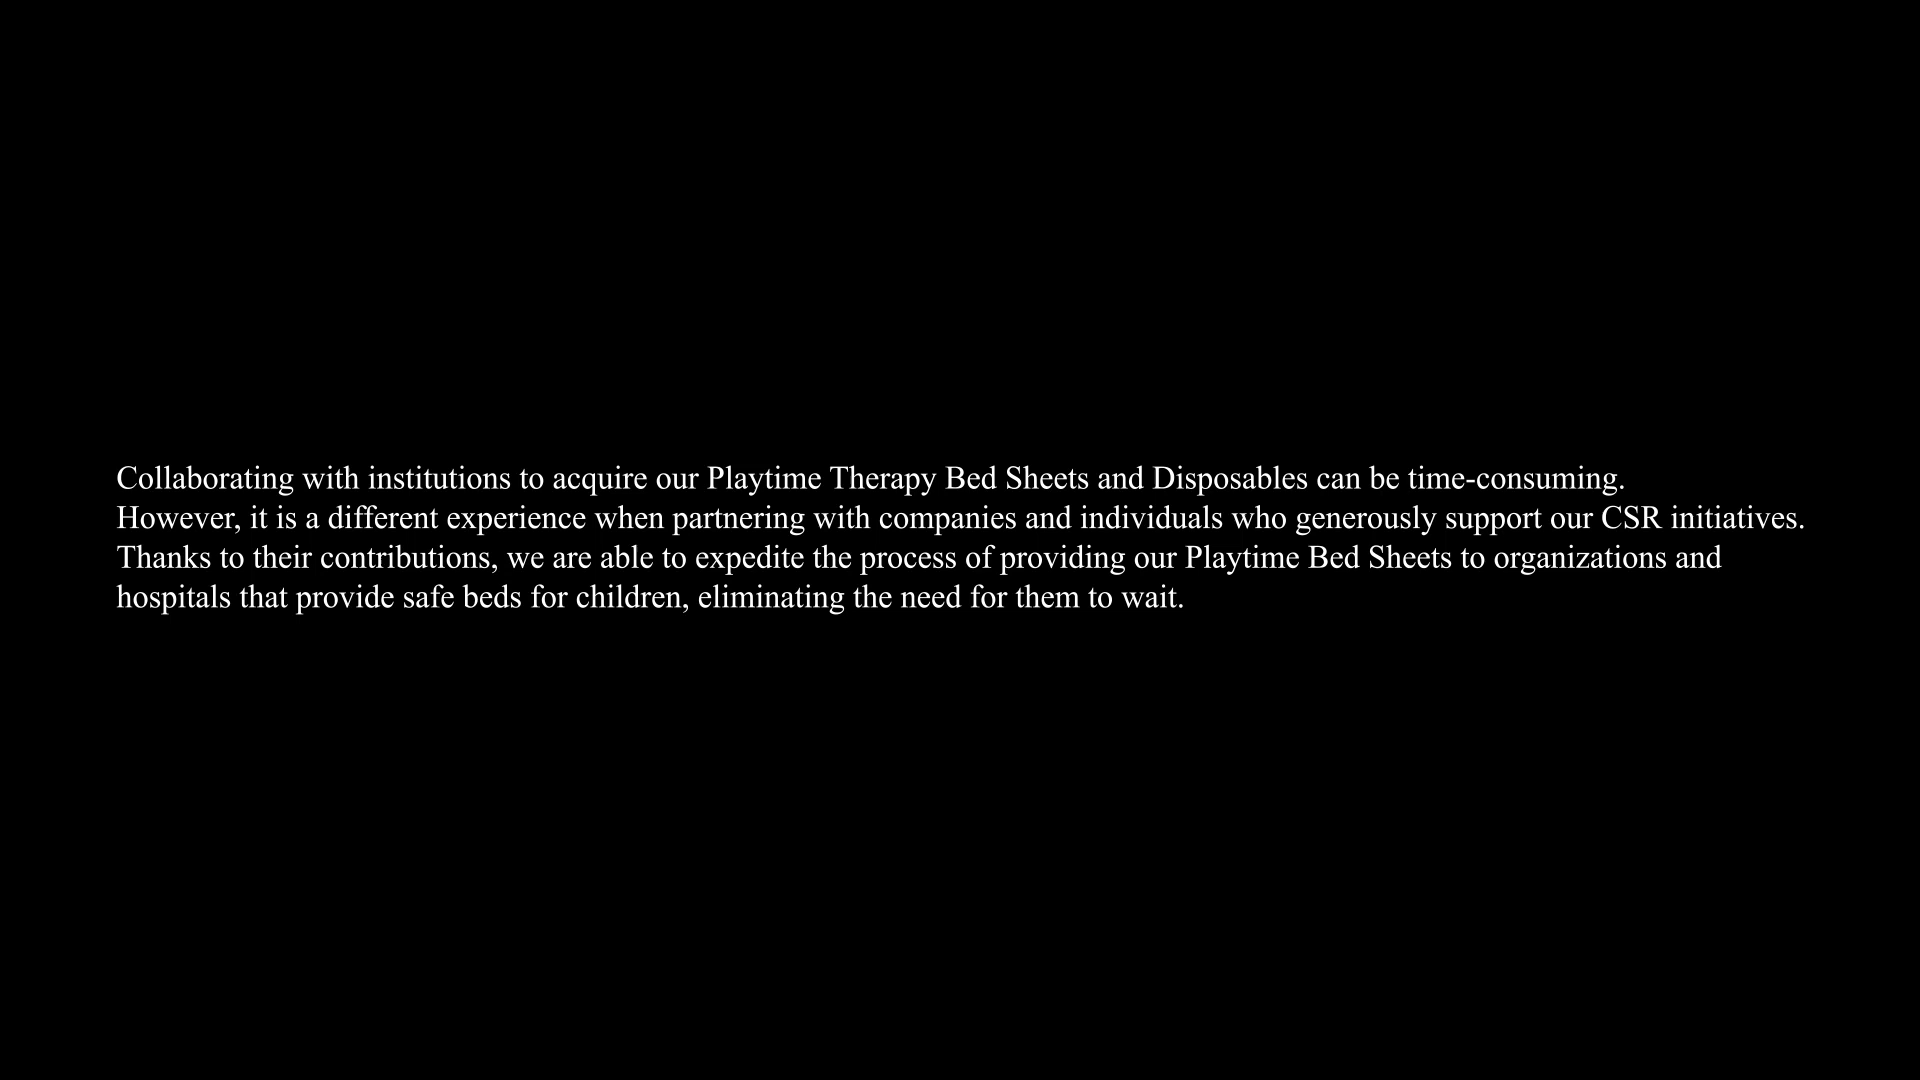 Collaborating with institutions to acquire our Playtime Therapy Bed Sheets and Disposables can be time-consuming.
However, it is a different experience when partnering with companies and individuals who generously support our CSR initiatives.
Thanks to their contributions, we are able to expedite the process of providing our Playtime Bed Sheets to organizations and
hospitals that provide safe beds for children, eliminating the need for them to wait.